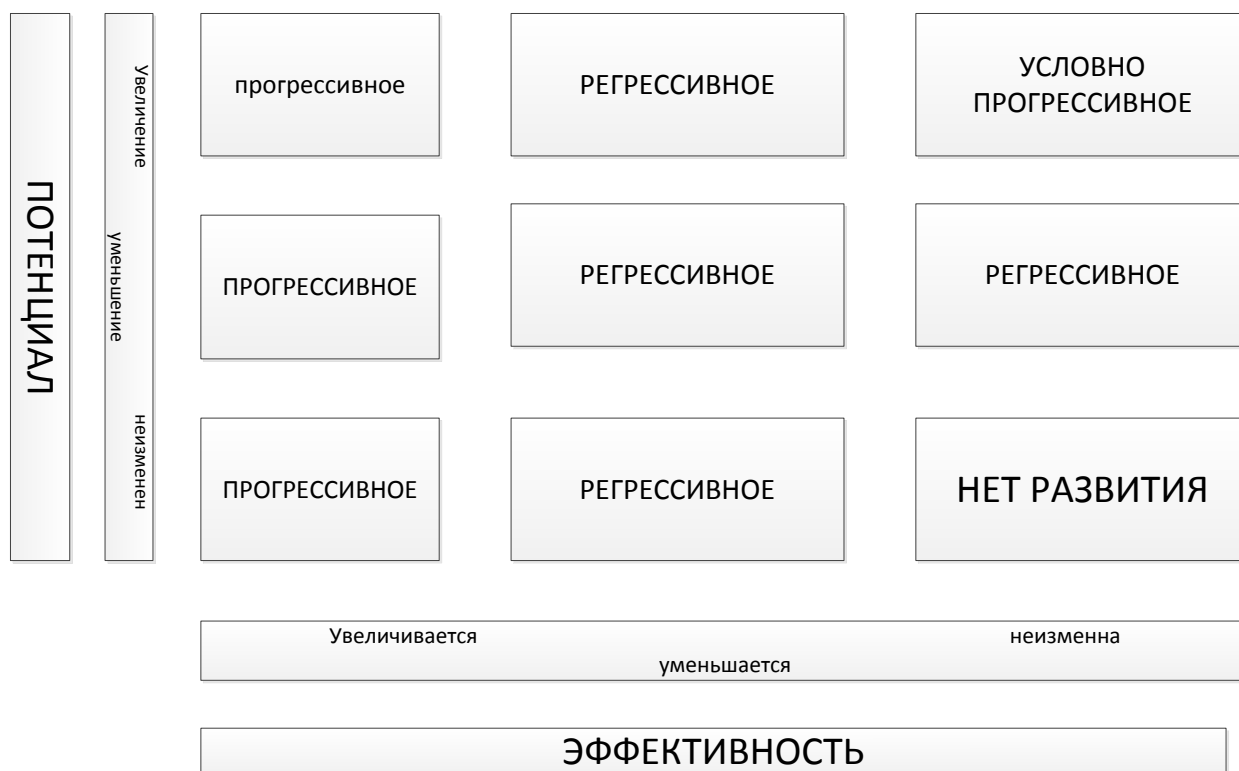 ПОТЕНЦИАЛ
Увеличение
уменьшение
неизменен
прогрессивное
РЕГРЕССИВНОЕ
УСЛОВНО
ПРОГРЕССИВНОЕ
ПРОГРЕССИВНОЕ
РЕГРЕССИВНОЕ
РЕГРЕССИВНОЕ
ПРОГРЕССИВНОЕ
РЕГРЕССИВНОЕ
НЕТ РАЗВИТИЯ
Увеличивается
неизменна
уменьшается
ЭФФЕКТИВНОСТЬ